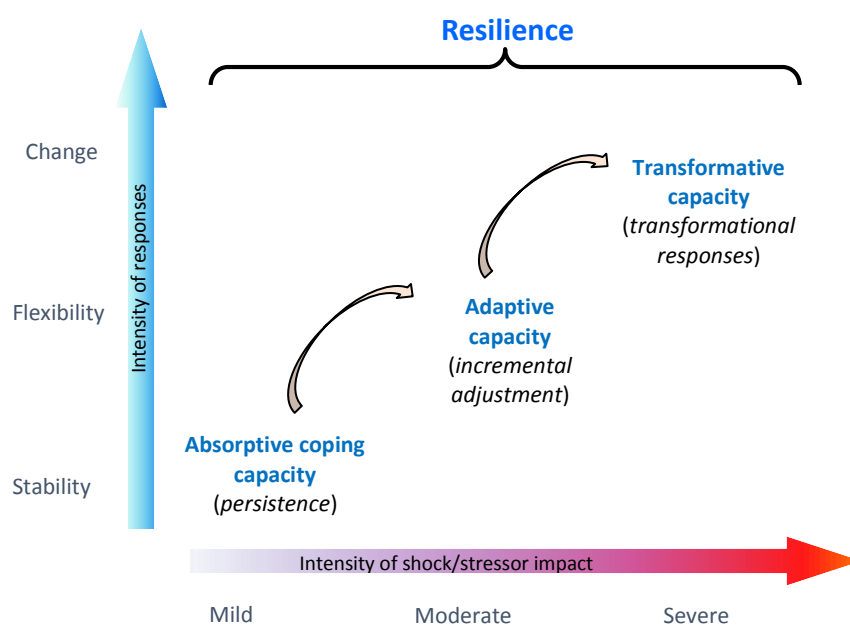 Resilience
Change
Transformative
capacity
(transformational
responses)
Intensity of responses
Flexibility
Adaptive
capacity
(incremental
adjustment)
Absorptive coping
capacity
(persistence)
Stability
Intensity of shock/stressor impact
Mild
Moderate
Severe